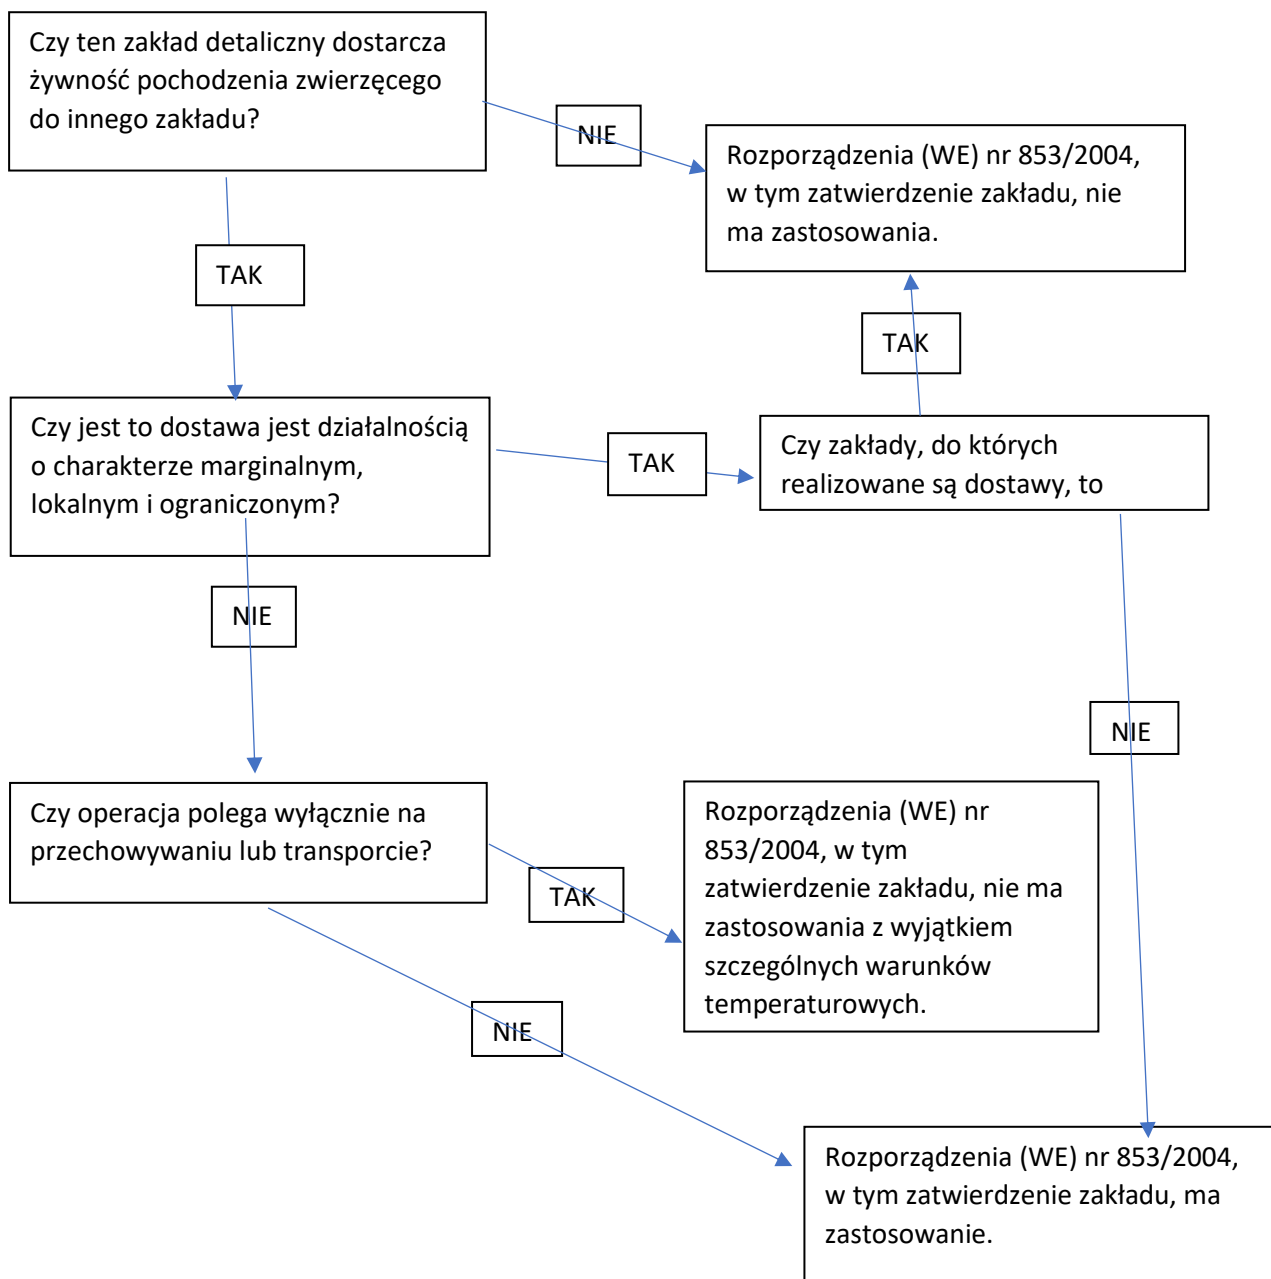 Czy ten zakład detaliczny dostarcza
żywność pochodzenia zwierzęcego
do innego zakładu?
NIE
Rozporządzenia (WE) nr 853/2004,
w tym zatwierdzenie zakładu, nie
ma zastosowania.
TAK
TAK
Czy jest to dostawa jest działalnością
o charakterze marginalnym,
lokalnym i ograniczonym?
TAK
Czy zakłady, do których
realizowane są dostawy, to
NIE
NIE
Czy operacja polega wyłącznie na
przechowywaniu lub transporcie?
TAK
Rozporządzenia (WE) nr
853/2004, w tym
zatwierdzenie zakładu, nie ma
zastosowania z wyjątkiem
szczególnych warunków
temperaturowych.
NIE
Rozporządzenia (WE) nr 853/2004,
w tym zatwierdzenie zakładu, ma
zastosowanie.